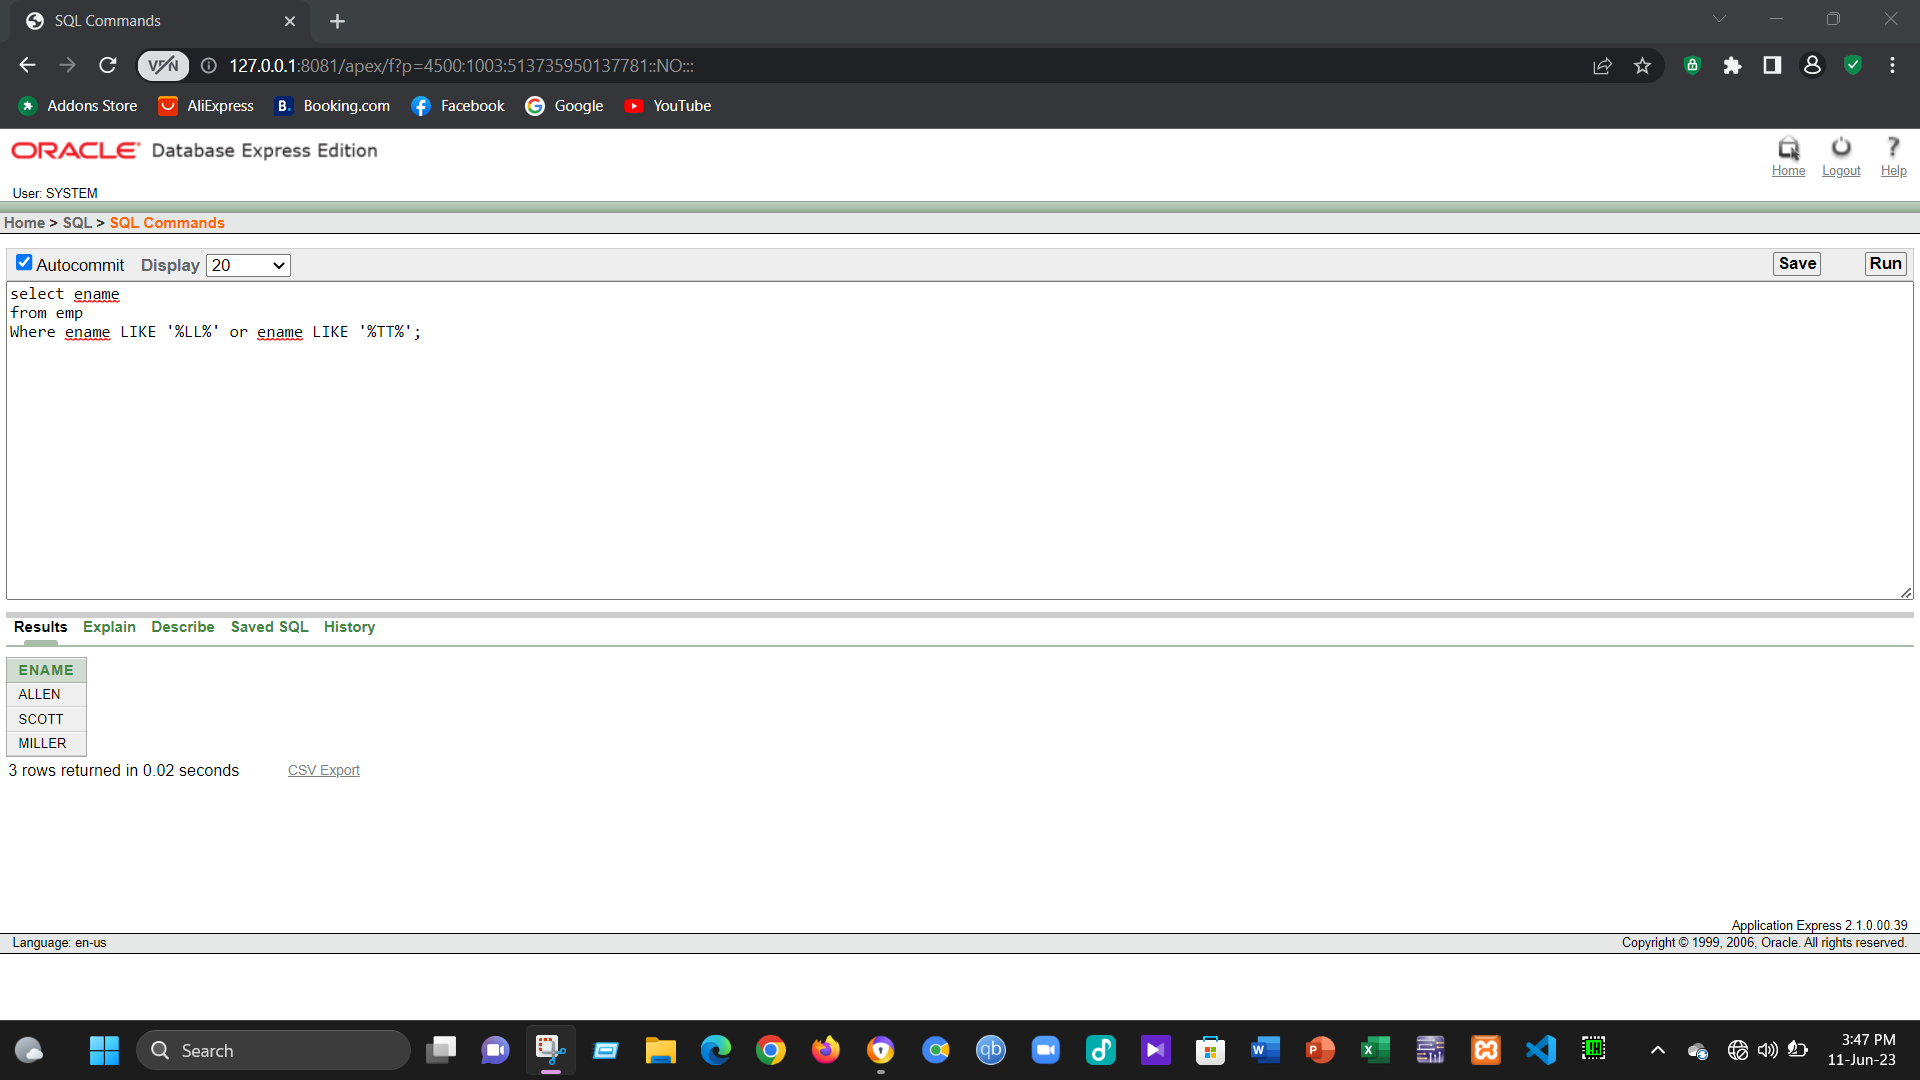 SQL Commands
VPN
127.0.0.1:8081/apex/f?p=4500:1003:513735950137781::NO:::
Addons Store
AliExpress
B. Booking.com
Facebook
Google
YouTube
ORACLE Database Express Edition
Home
Logout
? Help
User: SYSTEM
Home > SQL > SQL Commands
Autocommit Display 20
Save
Run
select ename
from emp
Where ename LIKE '%LL%' or ename LIKE '%TT%';
Results Explain Describe Saved SQL History
ENAME
ALLEN
SCOTT
MILLER
3 rows returned in 0.02 seconds
CSV Export
Application Express 2.1.0.00.39
Language: en-us
Copyright © 1999, 2006, Oracle. All rights reserved.
Search
qb
W
P
X
3:47 PM
11-Jun-23